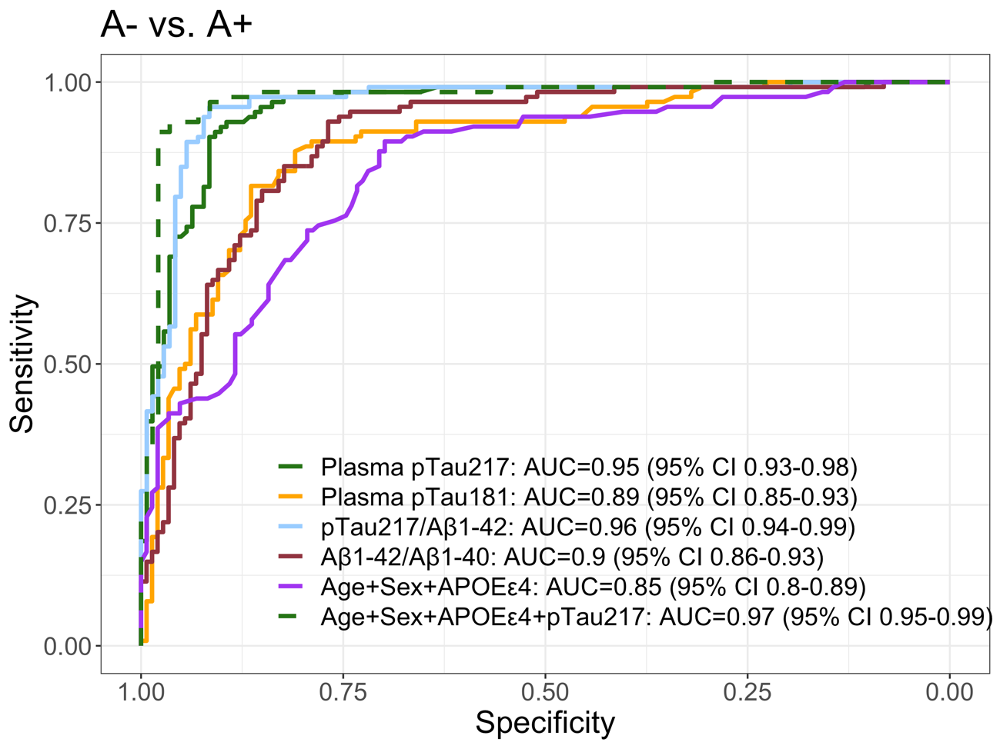 A- vs. A+
1.00
0.75
0.50
0.25
0.00
Sensitivity
Plasma pTau217: AUC=0.95 (95% CI 0.93-0.98)
Plasma pTau181: AUC=0.89 (95% CI 0.85-0.93)
pTau217/Aβ1-42: AUC=0.96 (95% CI 0.94-0.99)
Aβ1-42/Aβ1-40: AUC=0.9 (95% CI 0.86-0.93)
Age+Sex+APOEε4: AUC=0.85 (95% CI 0.8-0.89)
Age+Sex+APOEε4+pTau217: AUC=0.97 (95% CI 0.95-0.99)
1.00 0.75 0.50 0.25 0.00
Specificity